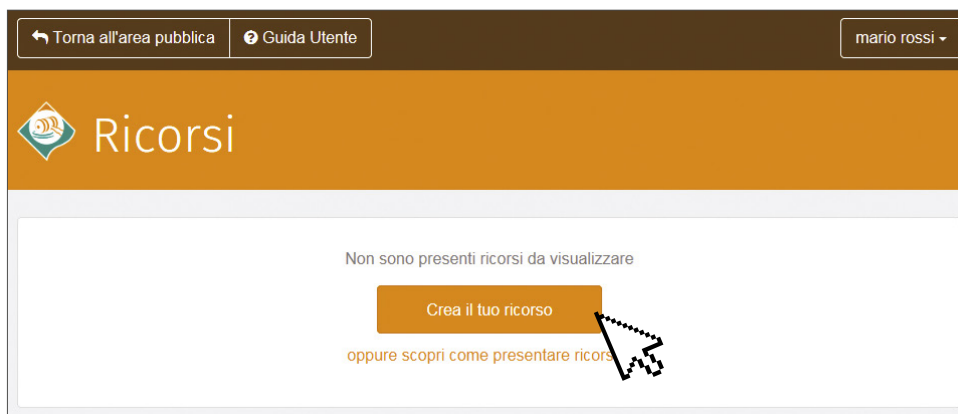 Torna all'area pubblica
Guida Utente
mario rossi
Ricorsi
Non sono presenti ricorsi da visualizzare
Crea il tuo ricorso
oppure scopri come presentare